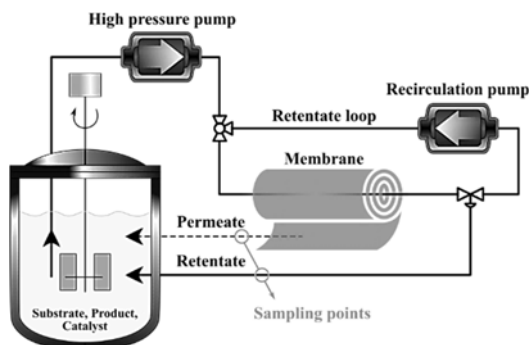 High pressure pump
Recirculation pump
Retentate loop
Membrane
Permeate
Retentate
Substrate, Product,
Catalyst
Sampling points